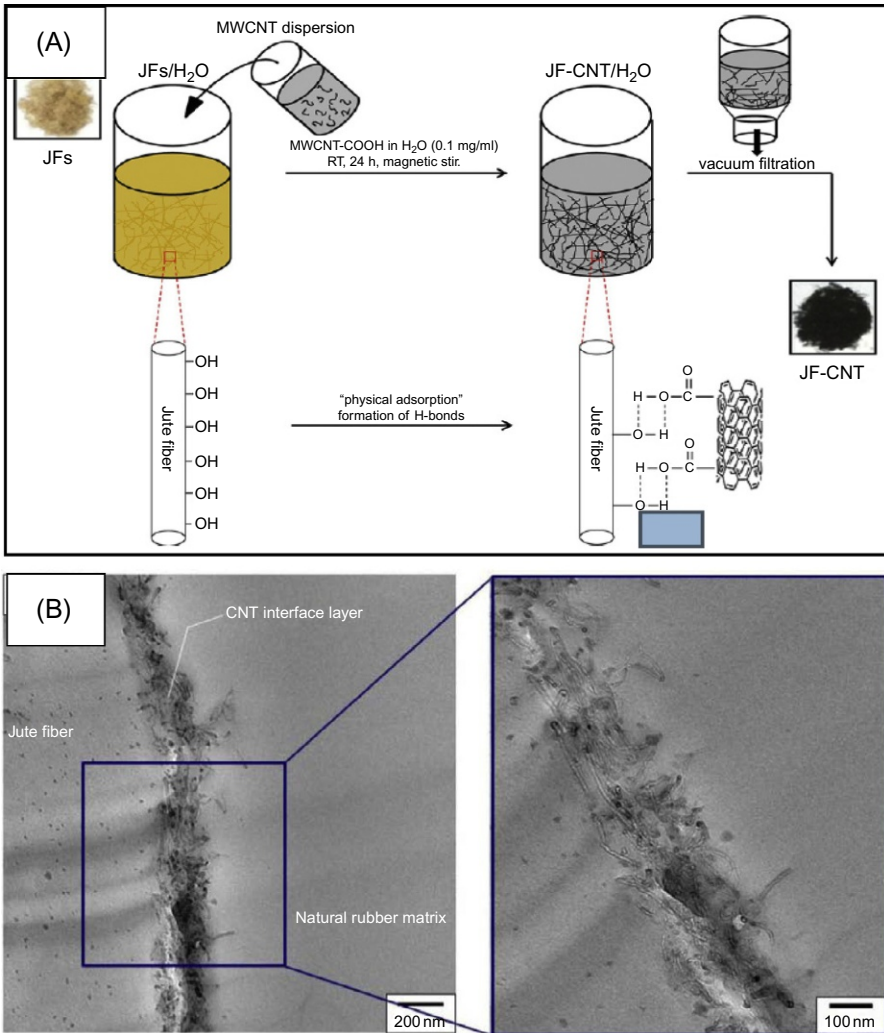 (A)
MWCNT dispersion
JFs/H₂O
JF-CNT/H₂O
JFs
MWCNT-COOH in H₂O (0.1 mg/ml)
RT, 24 h, magnetic stir.
vacuum filtration
JF-CNT
Jute fiber
OH
OH
OH
OH
OH
OH
"physical adsorption"
formation of H-bonds
Jute fiber
O
H O C
O H
O
H O C
O H
(B)
CNT interface layer
Jute fiber
Natural rubber matrix
200 nm
100 nm